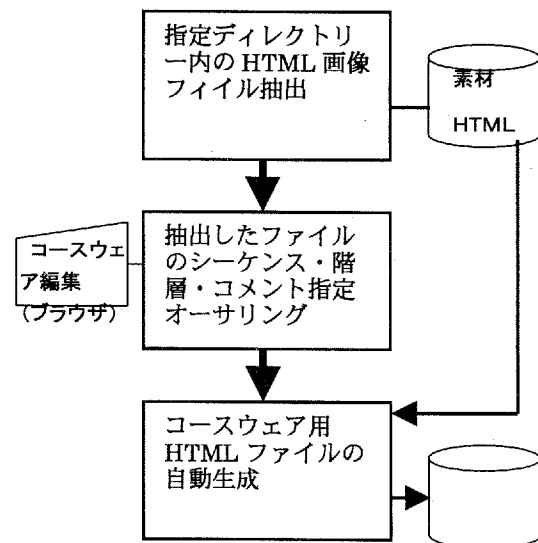 指定ディレクトリ
ー内の HTML 画像
フィイル抽出
素材
HTML
抽出したファイル
のシーケンス・階
層・コメント指定
オーサリング
コースウェ
ア編集
(ブラウザ)
コースウェア用
HTML ファイルの
自動生成